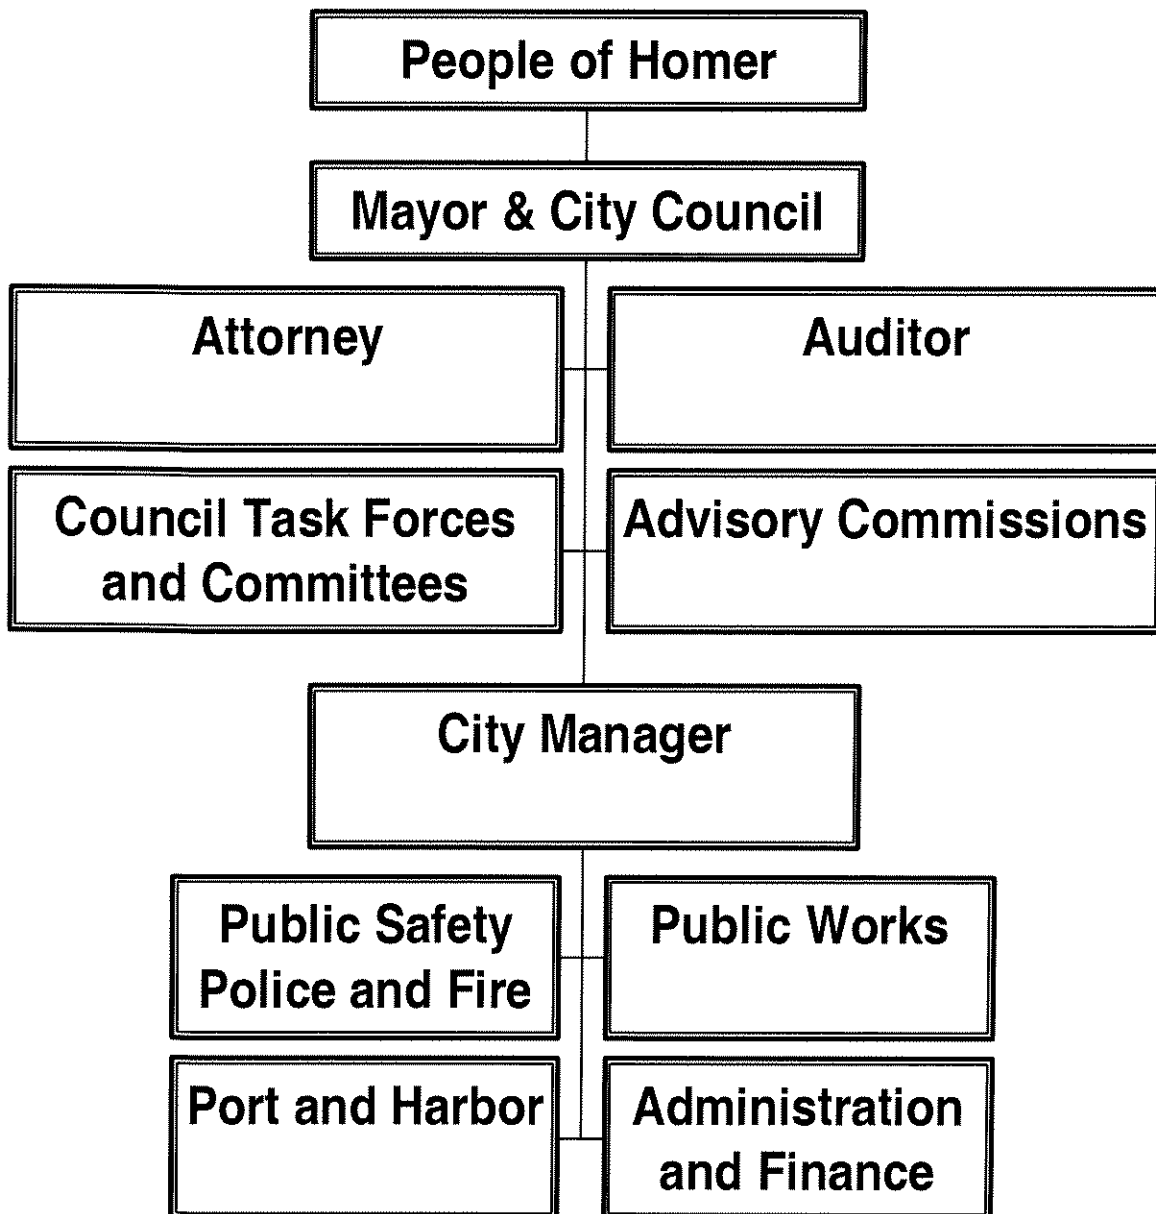 People of Homer
Mayor & City Council
Attorney
Auditor
Council Task Forces
and Committees
Advisory Commissions
City Manager
Public Safety
Police and Fire
Public Works
Port and Harbor
Administration
and Finance